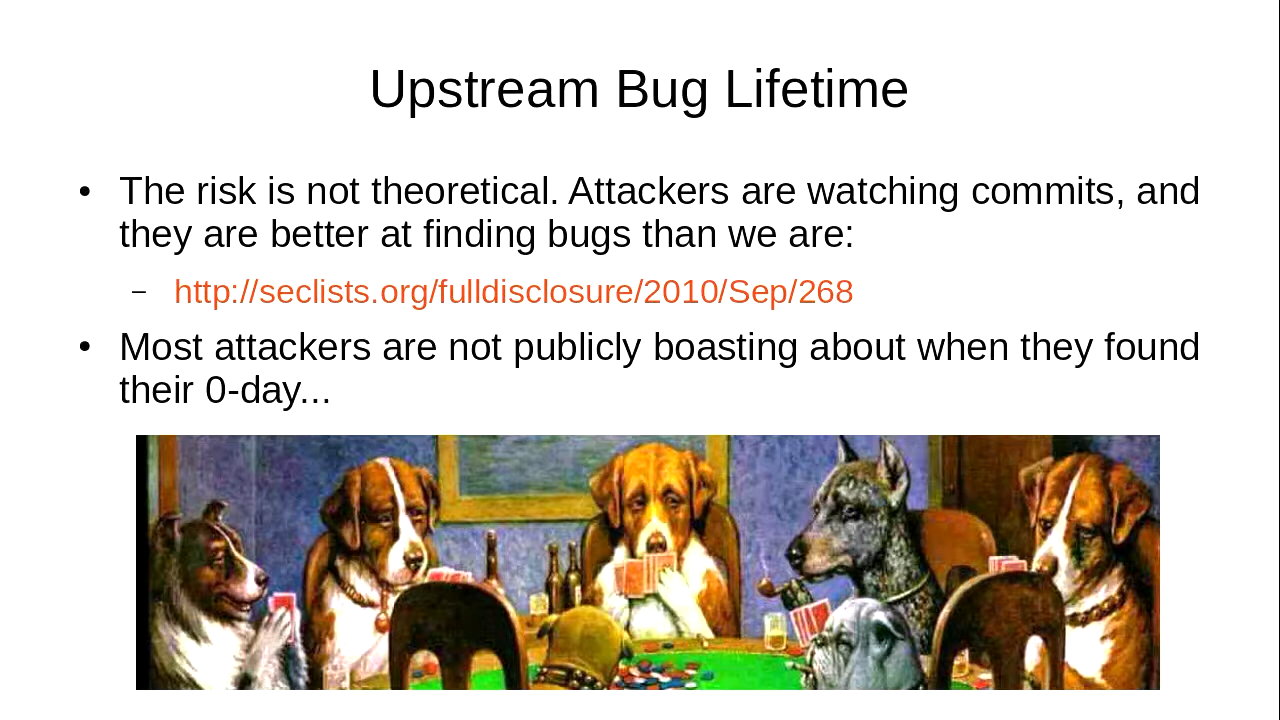 Upstream Bug Lifetime
• The risk is not theoretical. Attackers are watching commits, and
they are better at finding bugs than we are:
– http://seclists.org/fulldisclosure/2010/Sep/268
• Most attackers are not publicly boasting about when they found
their 0-day...